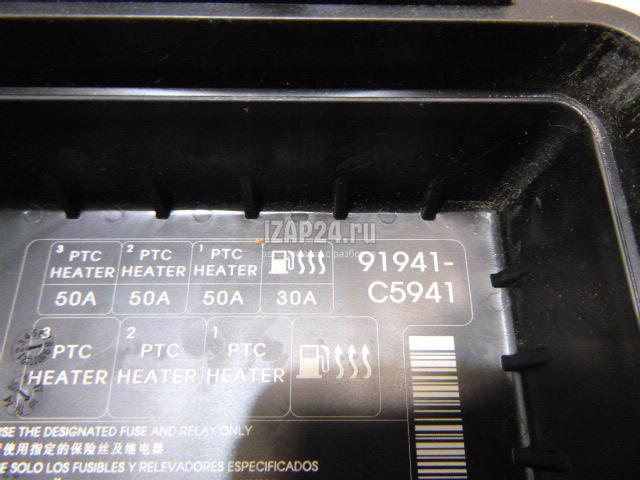 3 PTC HEATER 2 PTC HEATER 1 PTC HEATER 91941-
50A 50A 50A 30A C5941
iZAP24.ru
3 PTC HEATER 2 PTC HEATER 1 PTC HEATER
SE THE DESIGNATED FUSE AND RELAY ONLY
使用指定的保险丝及继电器
E SOLO LOS FUSIBLES Y RELEVADORES ESPECIFICADOS